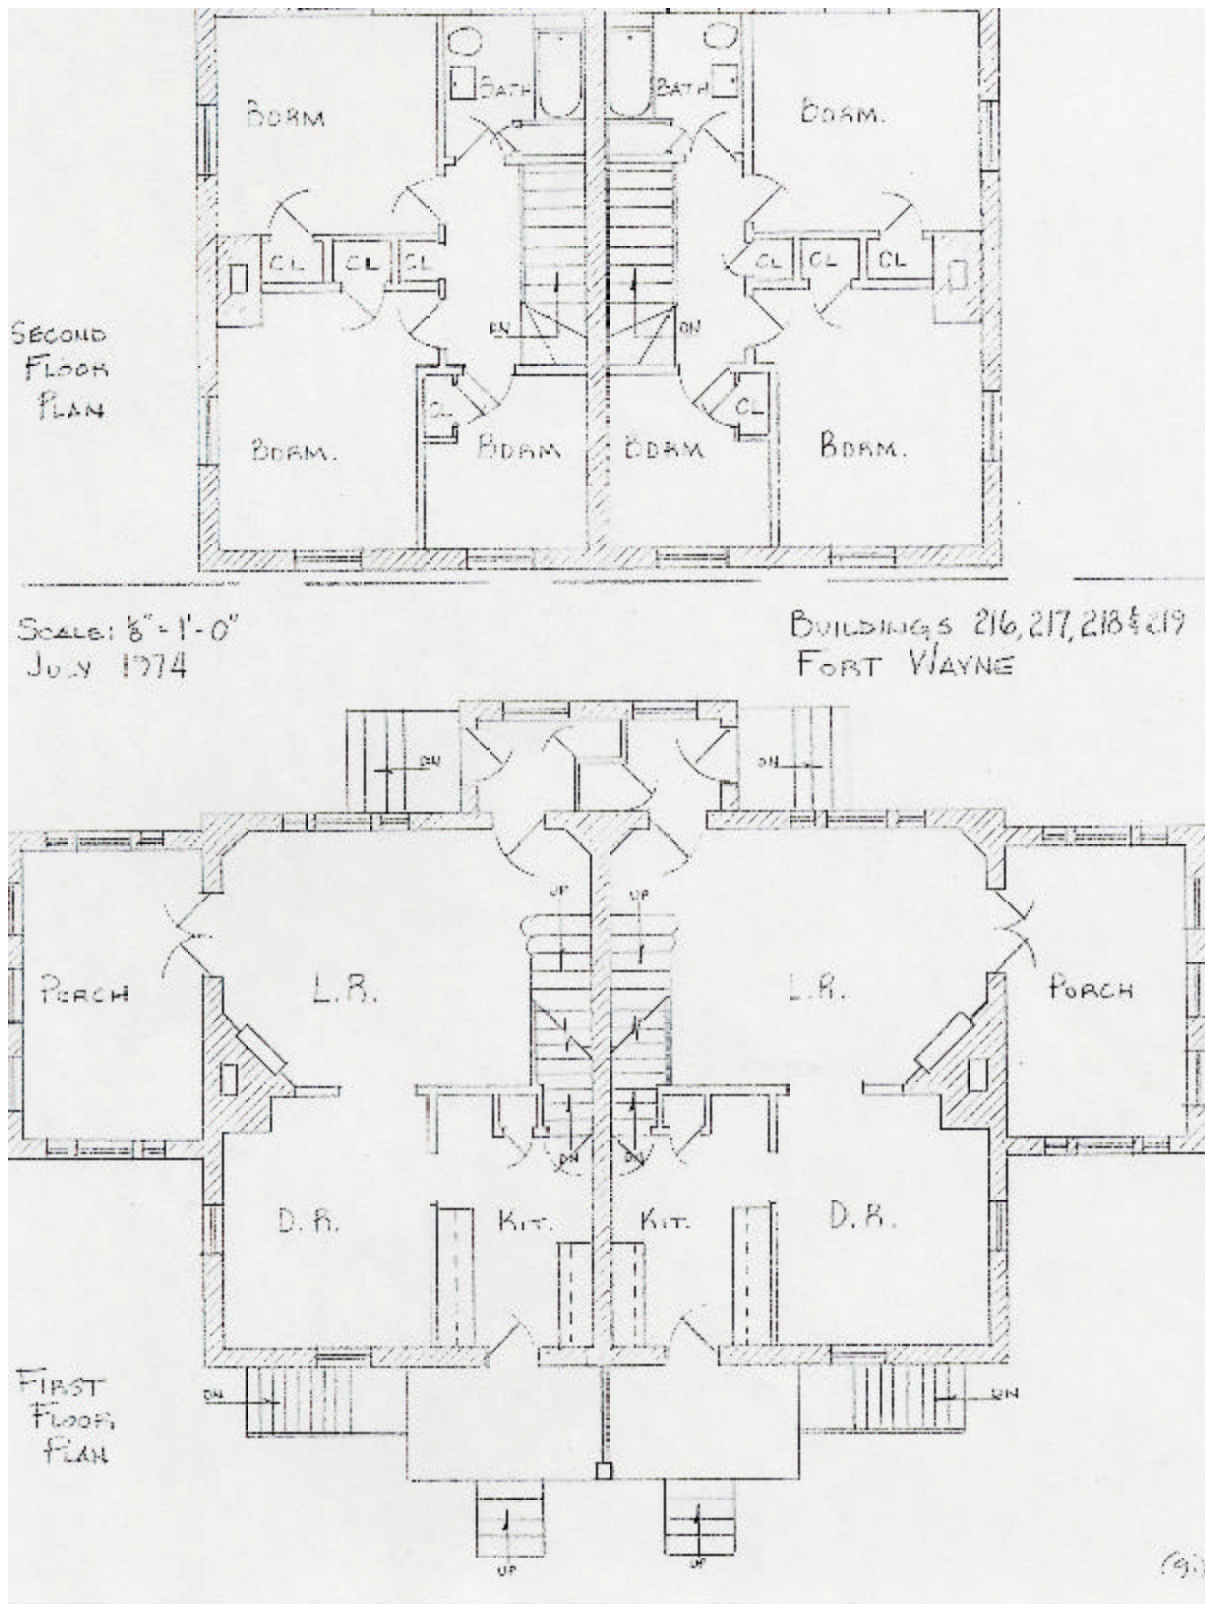 BATH
BATH
BDRM
BDRM.
CL
CL
CL
CL
CL
CL
SECOND
FLOOR
PLAN
DN
DN
CL
CL
BDRM.
BDRM
BDRM
BDRM.
SCALE: 1/8" = 1'-0"
JULY 1974
BUILDINGS 216, 217, 218 & 219
FORT WAYNE
DN
DN
UP
UP
PORCH
L.R.
L.R.
PORCH
DN
DN
D.R.
KIT.
KIT.
D.R.
FIRST
FLOOR
PLAN
DN
DN
UP
UP